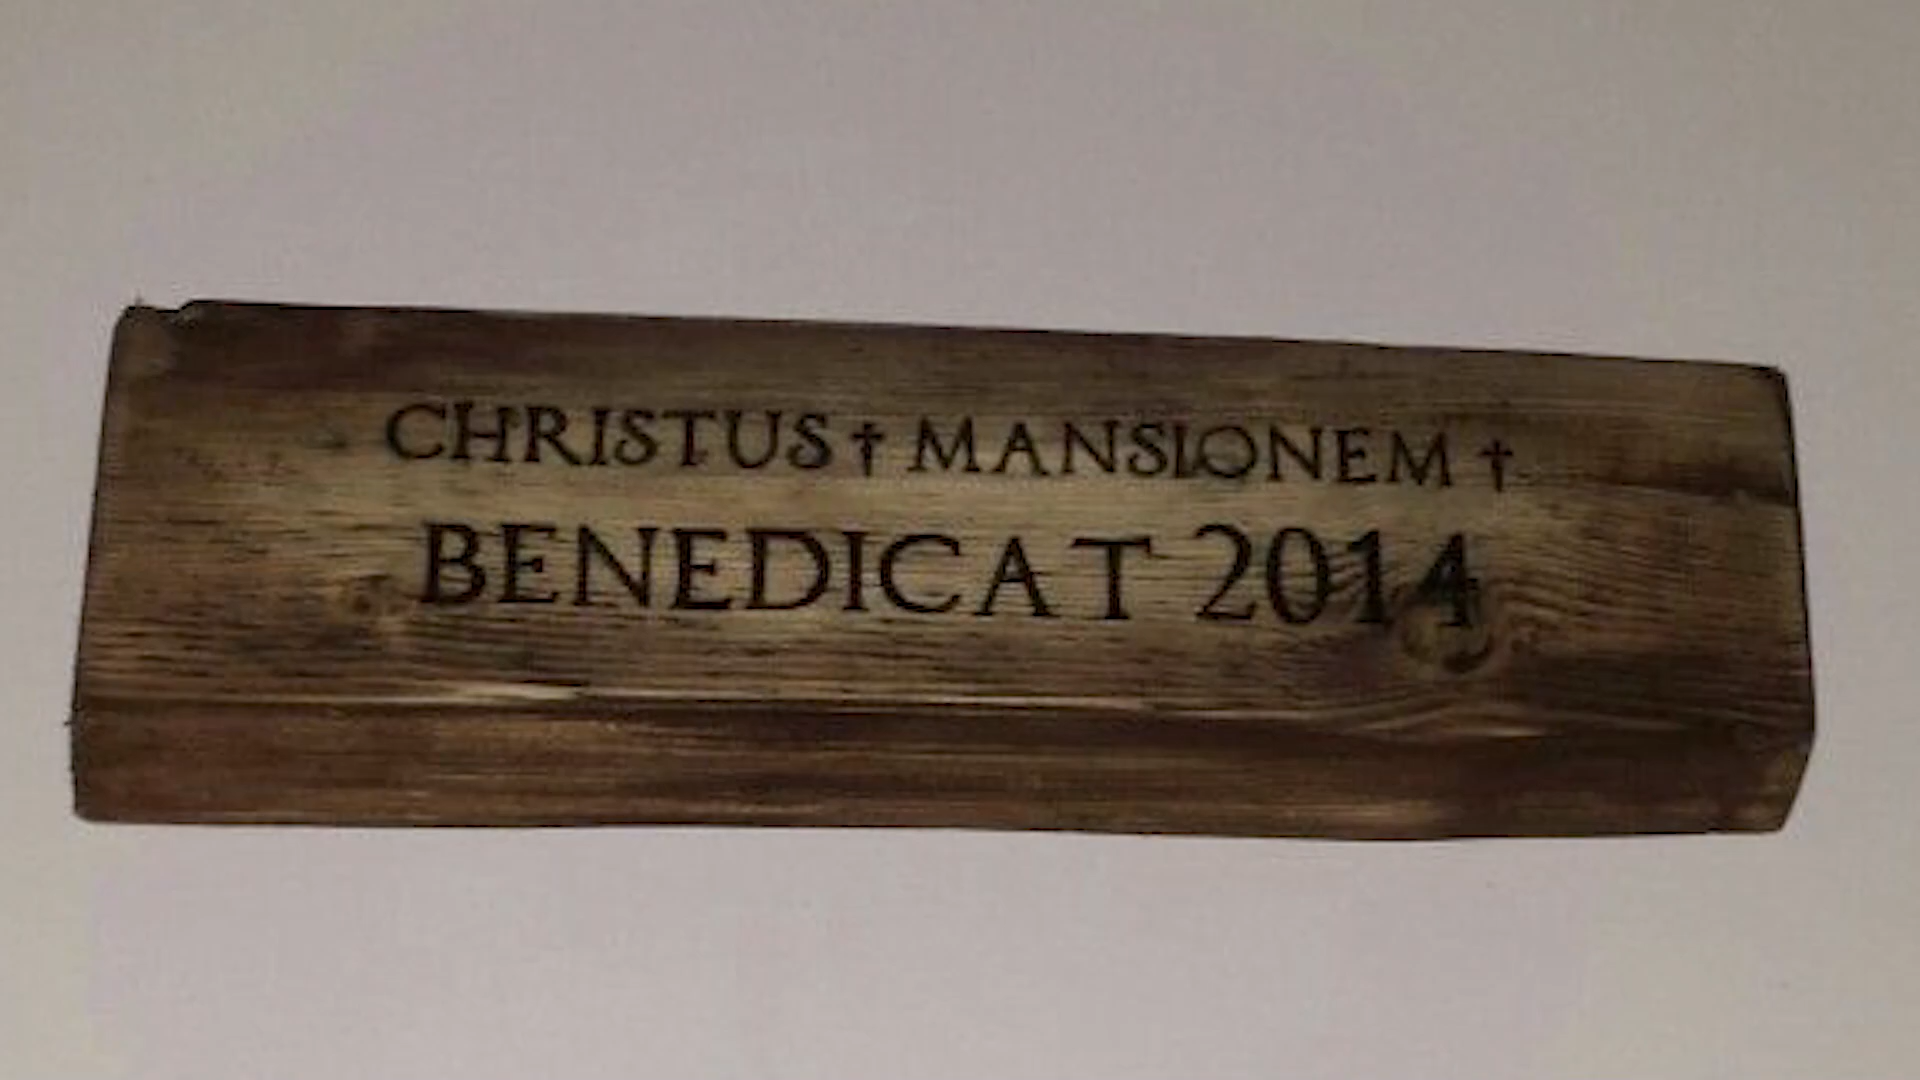 CHRISTUS † MANSIONEM †
BENEDICAT 2014